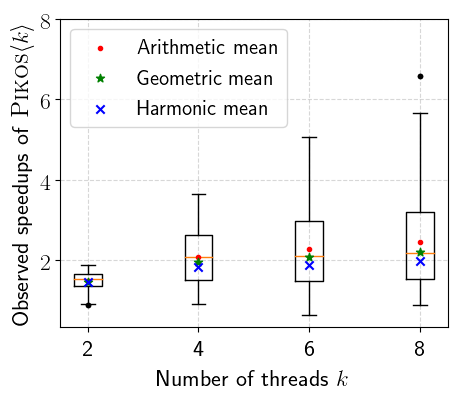 Observed speedups of PIKOS⟨k⟩
8
6
4
2
Arithmetic mean
Geometric mean
Harmonic mean
2 4 6 8
Number of threads k